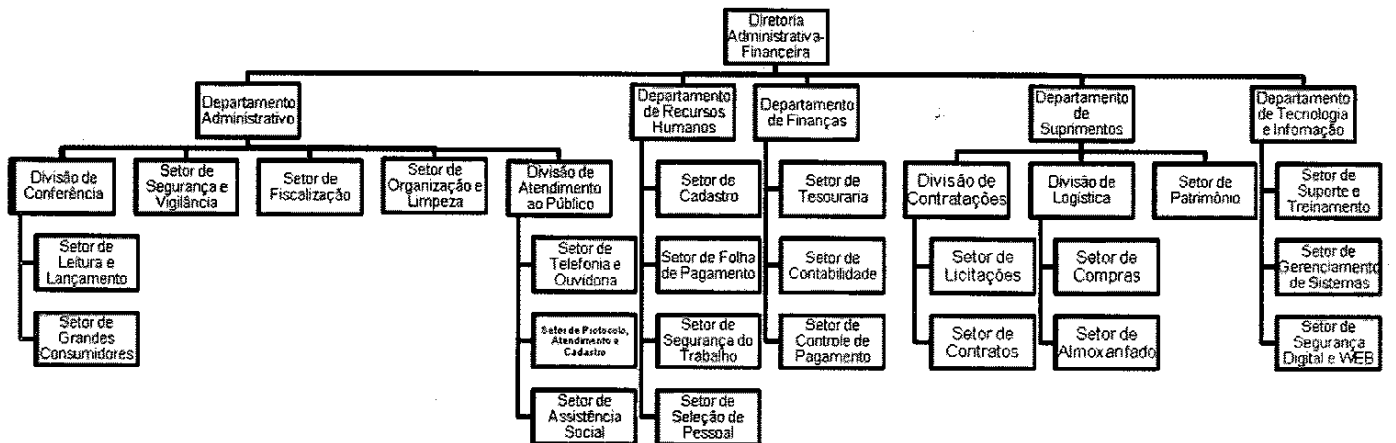 Diretoria
Administrativa-
Financeira
Departamento
Administrativo
Departamento
de Recursos
Humanos
Departamento
de Finanças
Departamento
de
Suprimentos
Departamento
de Tecnologia
e Infomação
Divisão de
Conferência
Setor de
Segurança e
Vigilância
Setor de
Fiscalização
Setor de
Organização e
Limpeza
Divisão de
Atendimento
ao Público
Setor de
Cadastro
Setor de
Tesouraria
Divisão de
Contratações
Divisão de
Logística
Setor de
Patrimônio
Setor de
Suporte e
Treinamento
Setor de
Leitura e
Lançamento
Setor de
Telefonia e
Ouvidoria
Setor de Folha
de Pagamento
Setor de
Contabilidade
Setor de
Licitações
Setor de
Compras
Setor de
Gerenciamento
de Sistemas
Setor de
Grandes
Consumidores
Setor de Protocolo,
Atendimento e
Cadastro
Setor de
Segurança do
Trabalho
Setor de
Controle de
Pagamento
Setor de
Contratos
Setor de
Almoxarifado
Setor de
Segurança
Digital e WEB
Setor de
Assistência
Social
Setor de
Seleção de
Pessoal